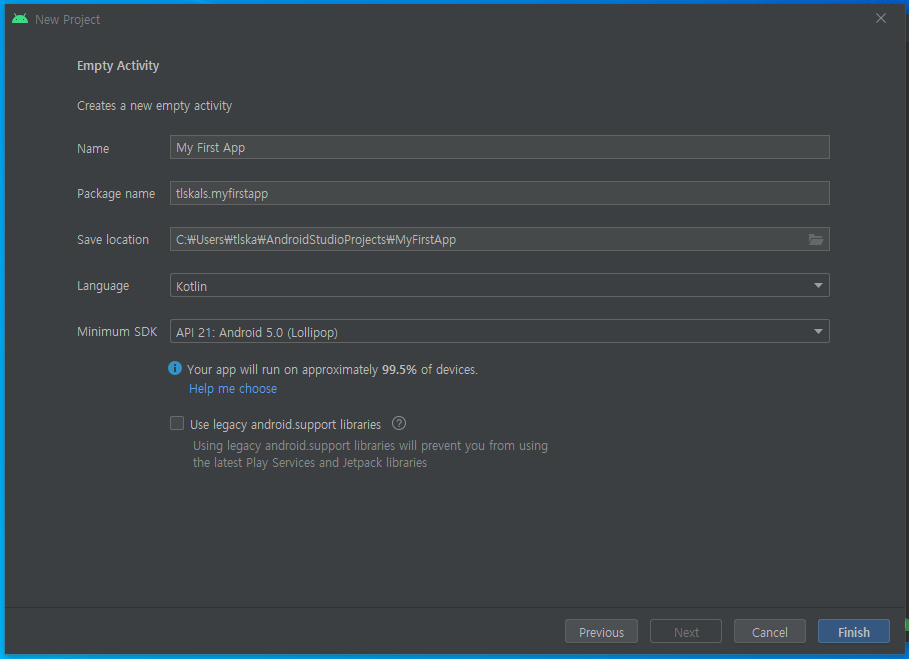 New Project
Empty Activity
Creates a new empty activity
Name
My First App
Package name
tlskals.myfirstapp
Save location
C:₩Users₩tlska₩AndroidStudioProjects₩MyFirstApp
Language
Kotlin
Minimum SDK
API 21: Android 5.0 (Lollipop)
Your app will run on approximately 99.5% of devices.
Help me choose
Use legacy android.support libraries
Using legacy android.support libraries will prevent you from using
the latest Play Services and Jetpack libraries
Previous
Next
Cancel
Finish